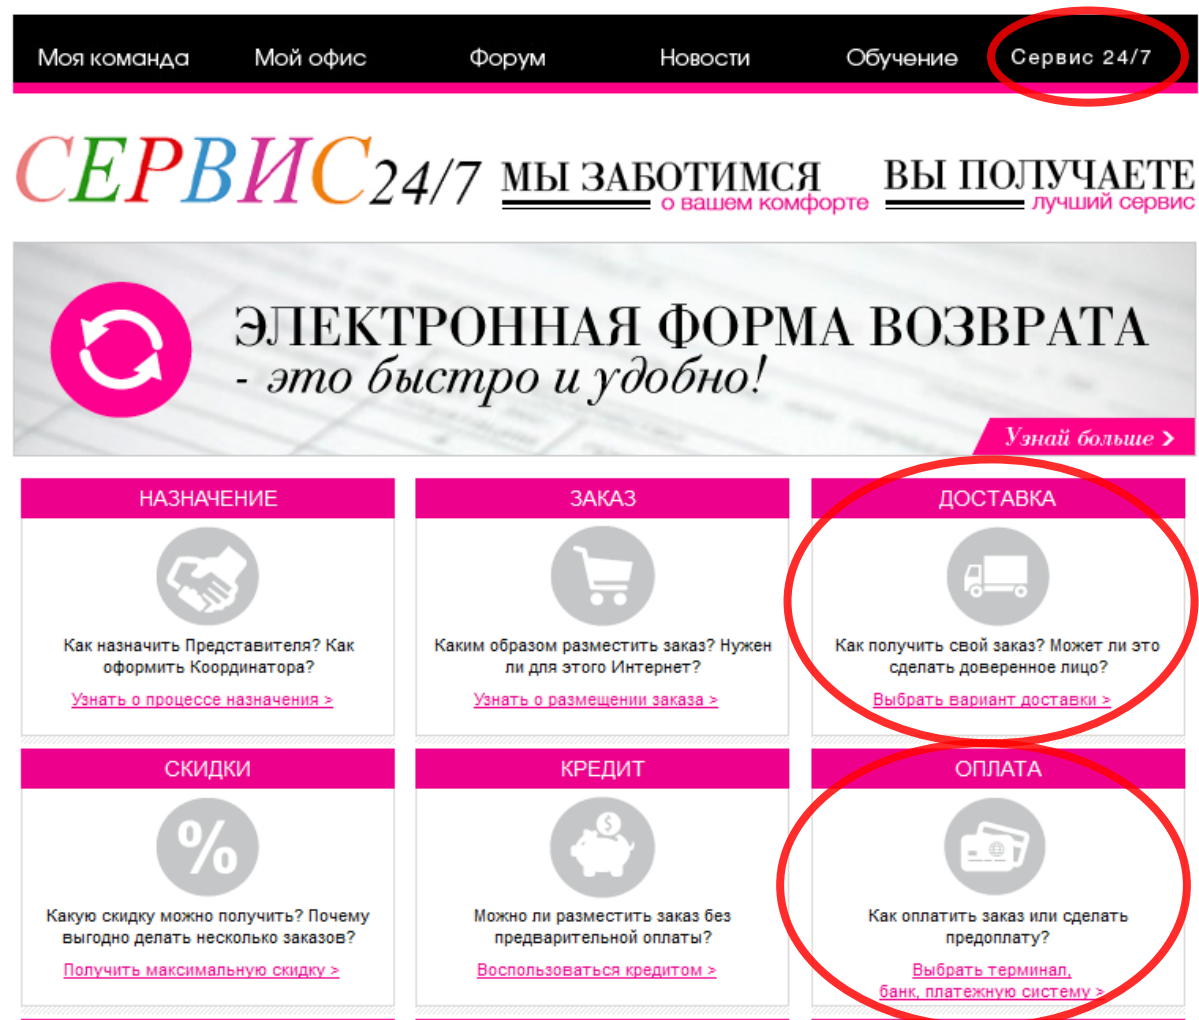 Моя команда
Мой офис
Форум
Новости
Обучение
Сервис 24/7
СЕРВИС 24/7
МЫ ЗАБОТИМСЯ
о вашем комфорте
ВЫ ПОЛУЧАЕТЕ
лучший сервис
ЭЛЕКТРОННАЯ ФОРМА ВОЗВРАТА
- это быстро и удобно!
Узнай больше >
НАЗНАЧЕНИЕ
Как назначить Представителя? Как
оформить Координатора?
Узнать о процессе назначения >
ЗАКАЗ
Каким образом разместить заказ? Нужен
ли для этого Интернет?
Узнать о размещении заказа >
ДОСТАВКА
Как получить свой заказ? Может ли это
сделать доверенное лицо?
Выбрать вариант доставки >
СКИДКИ
%
Какую скидку можно получить? Почему
выгодно делать несколько заказов?
Получить максимальную скидку >
КРЕДИТ
$
Можно ли разместить заказ без
предварительной оплаты?
Воспользоваться кредитом >
ОПЛАТА
Как оплатить заказ или сделать
предоплату?
Выбрать терминал,
банк, платежную систему >